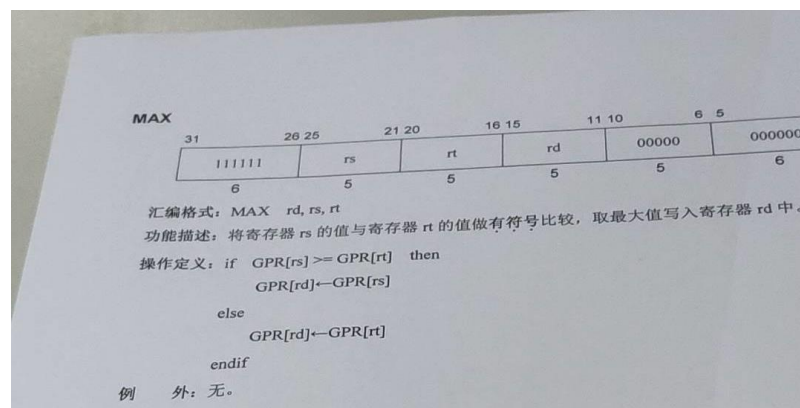 MAX
31 26 25 21 20 16 15 11 10 6 5
111111 rs rt rd 00000 000000
6 5 5 5 5 6
汇编格式：MAX rd, rs, rt
功能描述：将寄存器 rs 的值与寄存器 rt 的值做有符号比较，取最大值写入寄存器 rd 中。
操作定义：if GPR[rs] >= GPR[rt] then
GPR[rd]←GPR[rs]
else
GPR[rd]←GPR[rt]
endif
例 外：无。